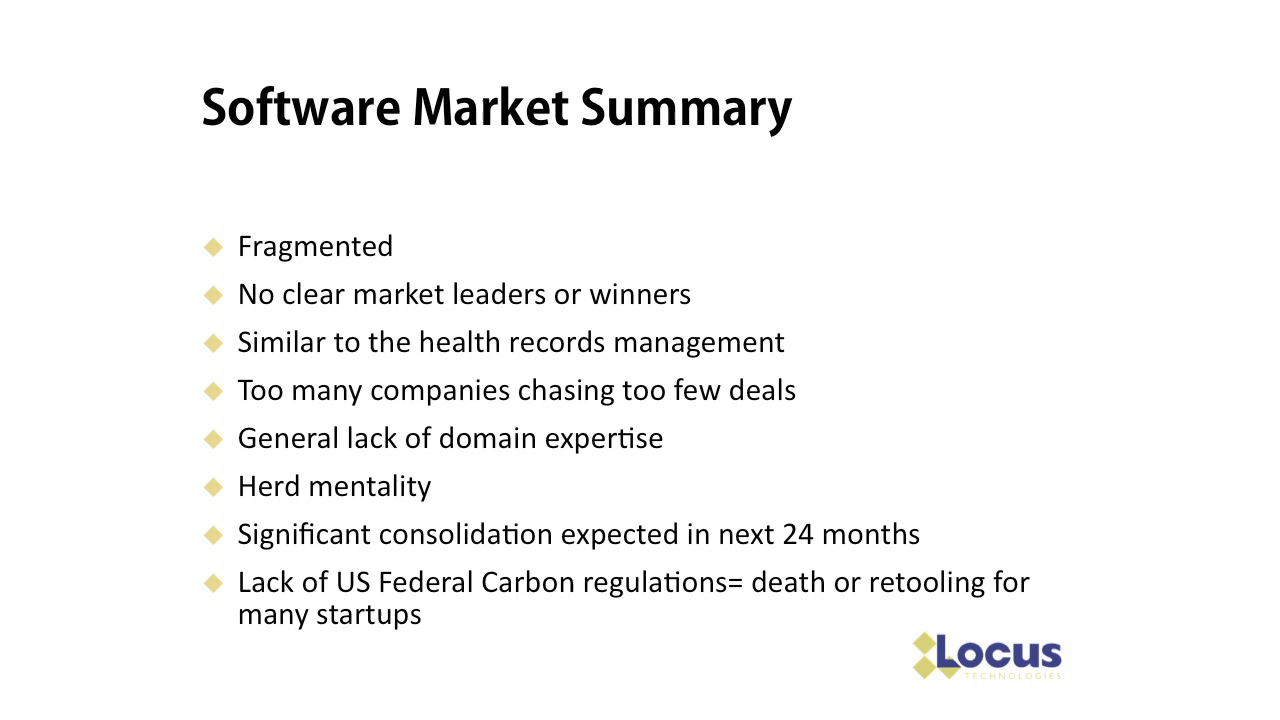 Software Market Summary
Fragmented
No clear market leaders or winners
Similar to the health records management
Too many companies chasing too few deals
General lack of domain expertise
Herd mentality
Significant consolidation expected in next 24 months
Lack of US Federal Carbon regulations= death or retooling for
many startups
Locus
TECHNOLOGIES